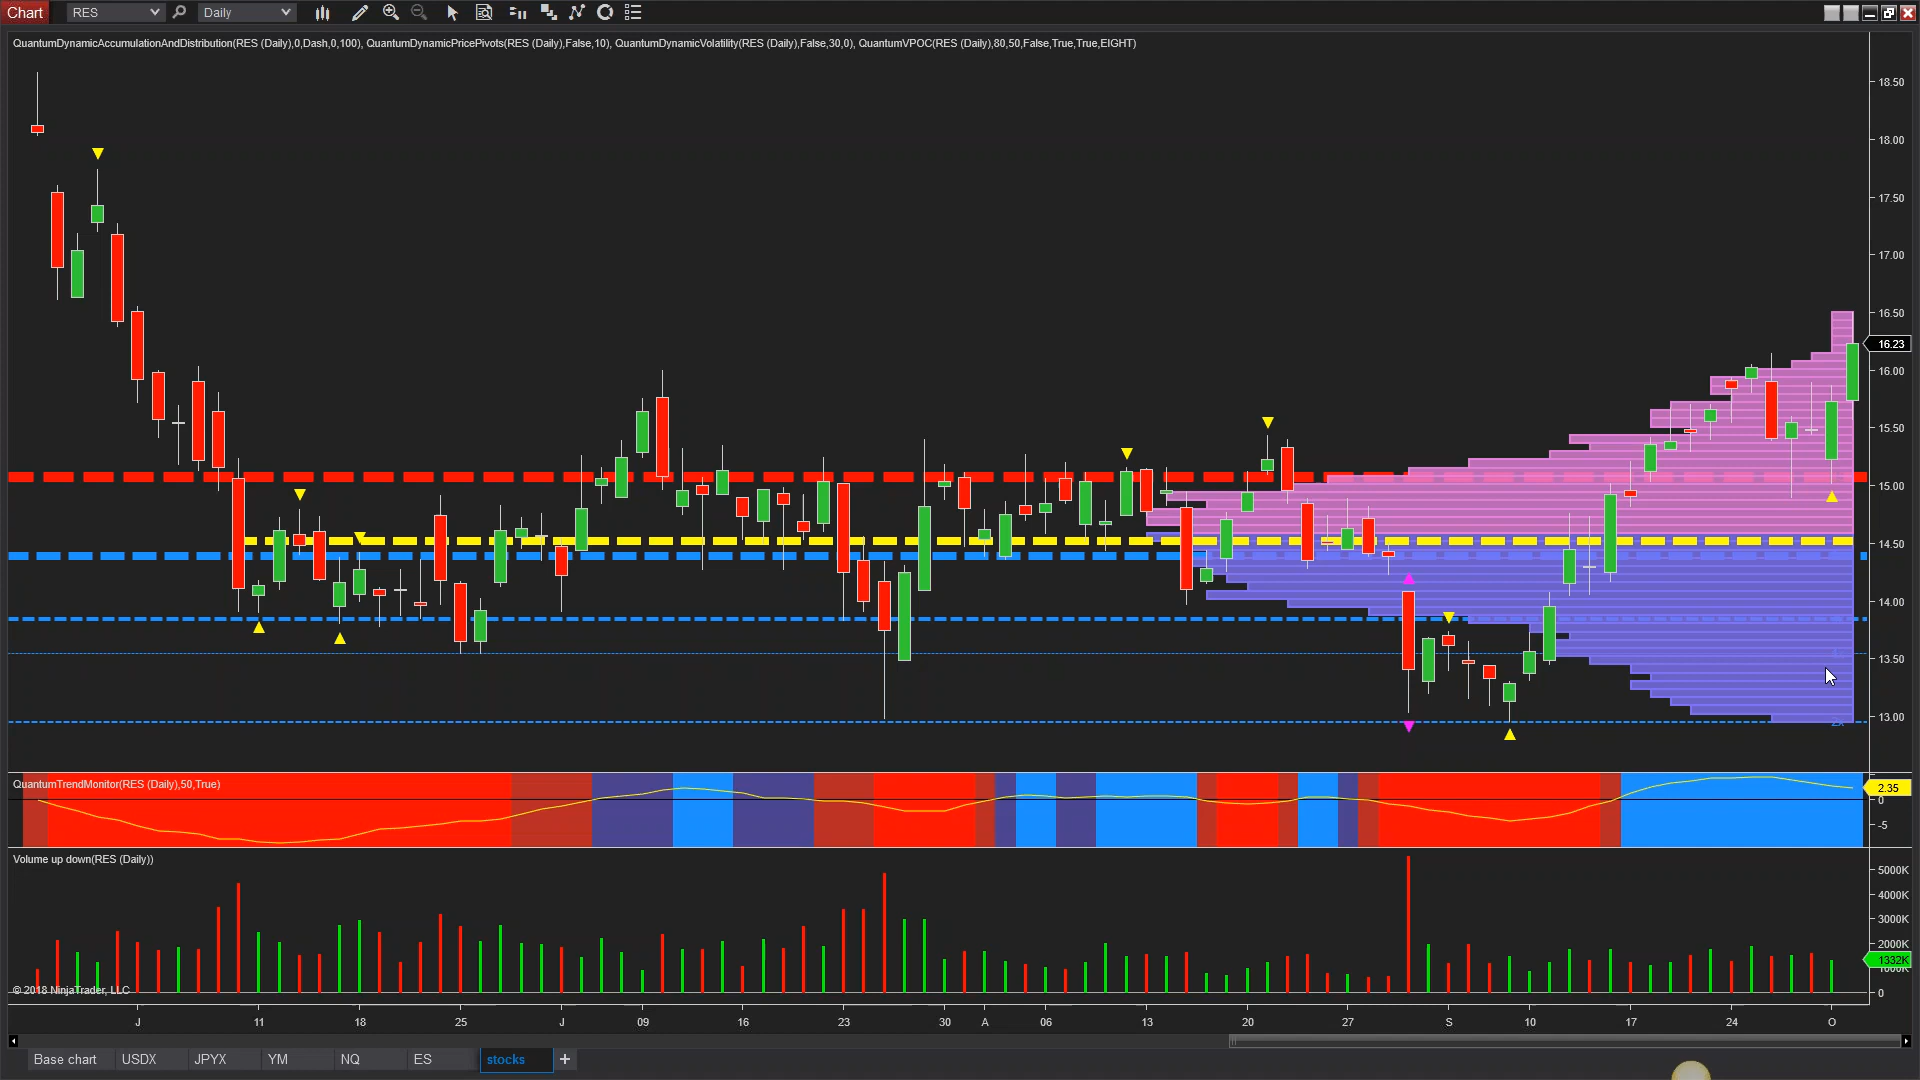 Chart RES Daily
QuantumDynamicAccumulationAndDistribution(RES (Daily),0,Dash,0,100), QuantumDynamicPricePivots(RES (Daily),False,10), QuantumDynamicVolatility(RES (Daily),False,30,0), QuantumVPOC(RES (Daily),80,50,False,True,True,EIGHT)
18.50
18.00
17.50
17.00
16.50
16.23
16.00
15.50
15.00
14.50
14.00
13.50
13.00
2x
QuantumTrendMonitor(RES (Daily),50,True)
2.35
0
-5
Volume up down(RES (Daily))
5000K
4000K
3000K
2000K
1332K
1000K
0
© 2018 NinjaTrader, LLC
J 11 18 25 J 09 16 23 30 A 06 13 20 27 S 10 17 24 O
Base chart USDX JPYX YM NQ ES stocks +